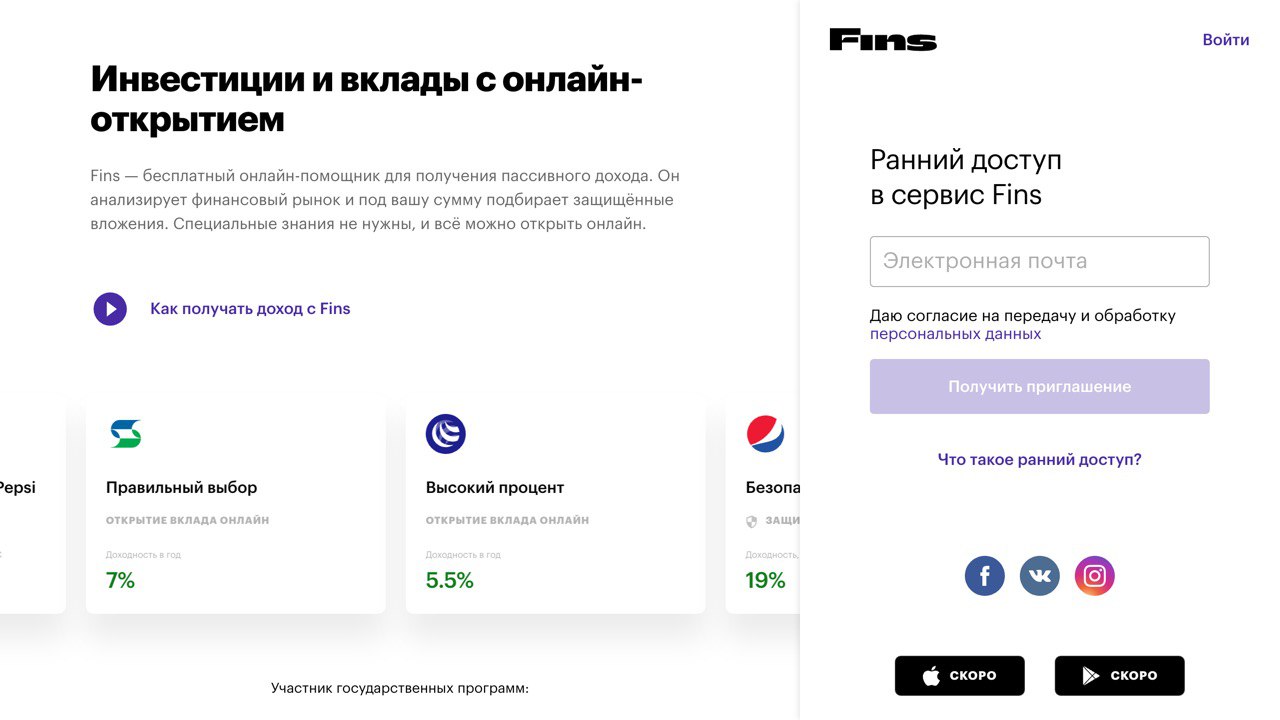 Инвестиции и вклады с онлайн-
открытием
Fins — бесплатный онлайн-помощник для получения пассивного дохода. Он
анализирует финансовый рынок и под вашу сумму подбирает защищённые
вложения. Специальные знания не нужны, и всё можно открыть онлайн.
Как получать доход с Fins
Pepsi
Правильный выбор
ОТКРЫТИЕ ВКЛАДА ОНЛАЙН
Доходность в год
7%
Высокий процент
ОТКРЫТИЕ ВКЛАДА ОНЛАЙН
Доходность в год
5.5%
Безопа
ЗАЩИ
Доходность,
19%
Участник государственных программ:
Fins
Войти
Ранний доступ
в сервис Fins
Электронная почта
Даю согласие на передачу и обработку
персональных данных
Получить приглашение
Что такое ранний доступ?
СКОРО
СКОРО